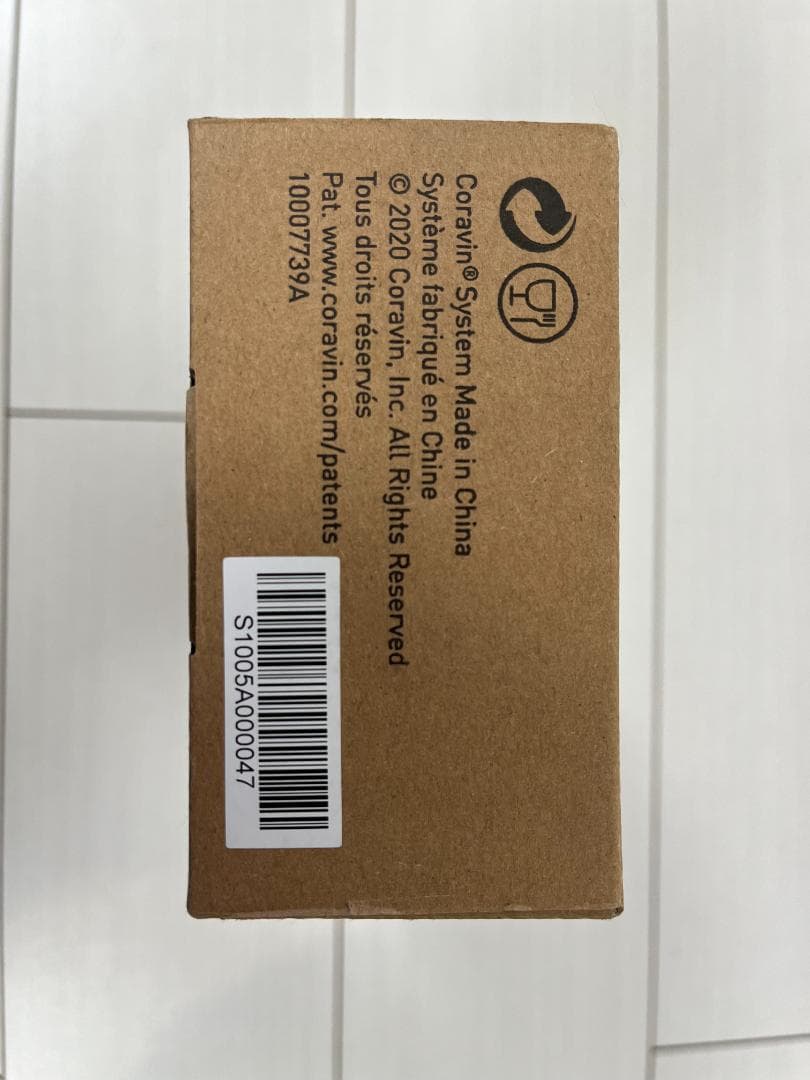 Coravin® System Made in China
Système fabriqué en Chine
© 2020 Coravin, Inc. All Rights Reserved
Tous droits réservés
Pat. www.coravin.com/patents
10007739A
S1005A000047